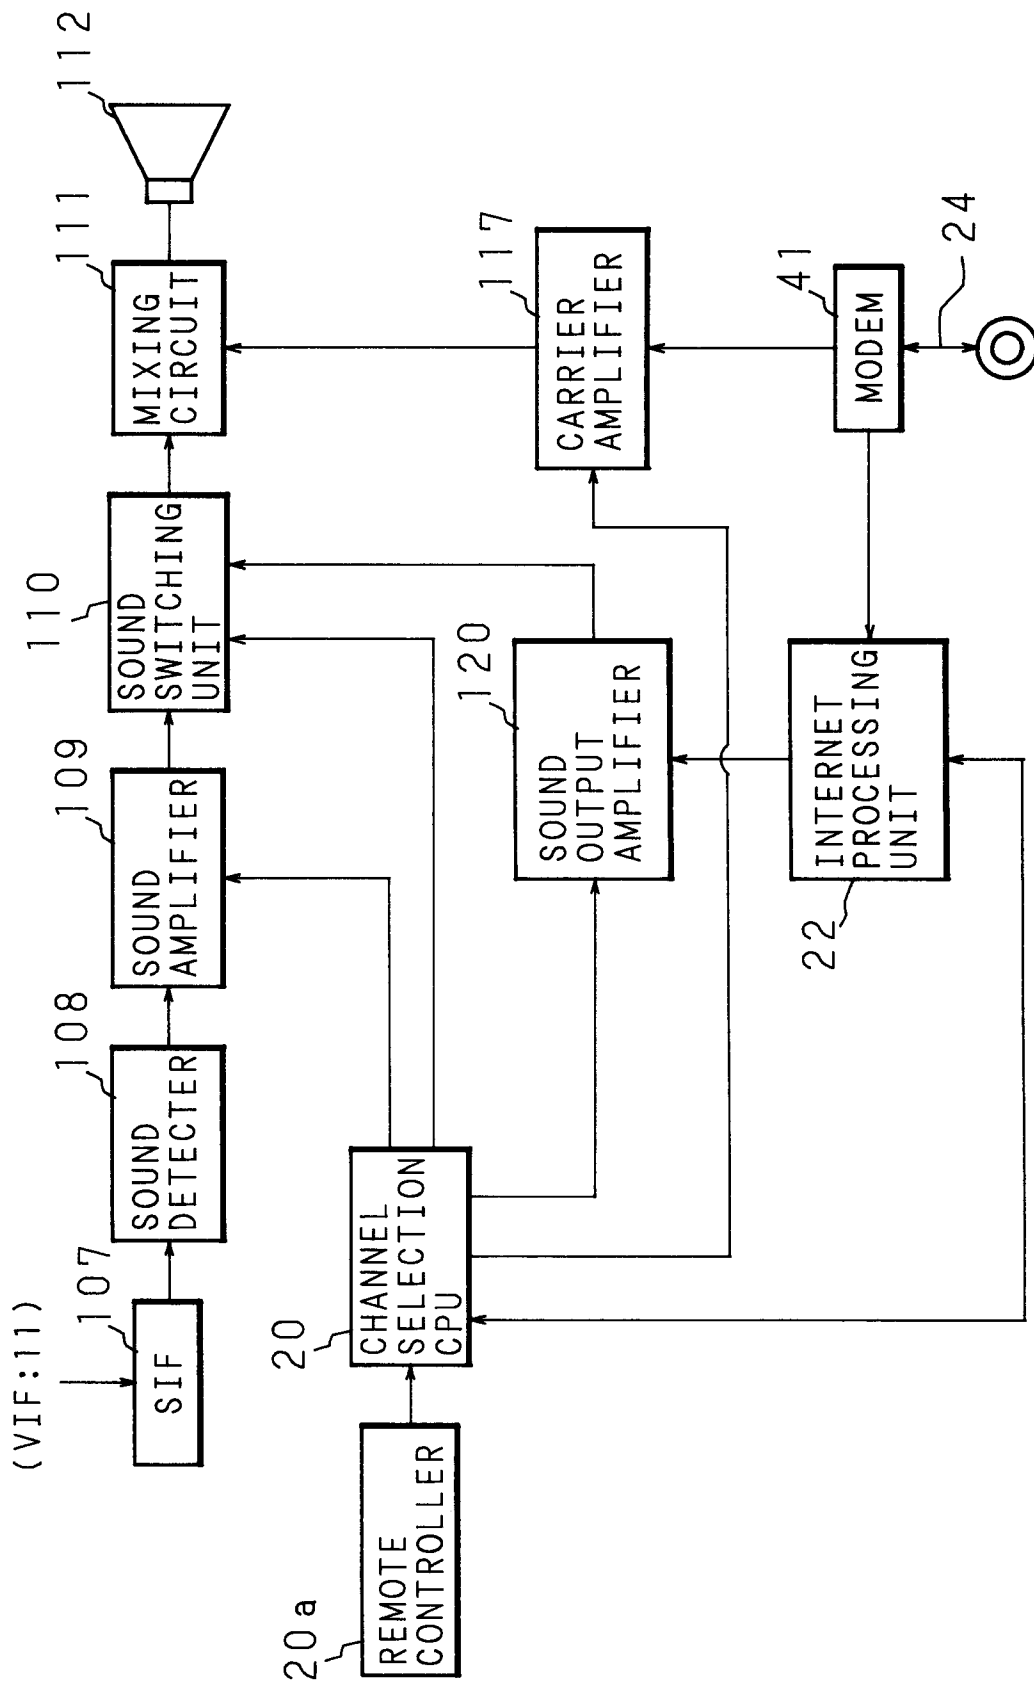 (VIF:11)
107
SIF
108
SOUND
DETECTER
109
SOUND
AMPLIFIER
110
SOUND
SWITCHING
UNIT
111
MIXING
CIRCUIT
112
20a
REMOTE
CONTROLLER
20
CHANNEL
SELECTION
CPU
120
SOUND
OUTPUT
AMPLIFIER
117
CARRIER
AMPLIFIER
22
INTERNET
PROCESSING
UNIT
41
MODEM
24